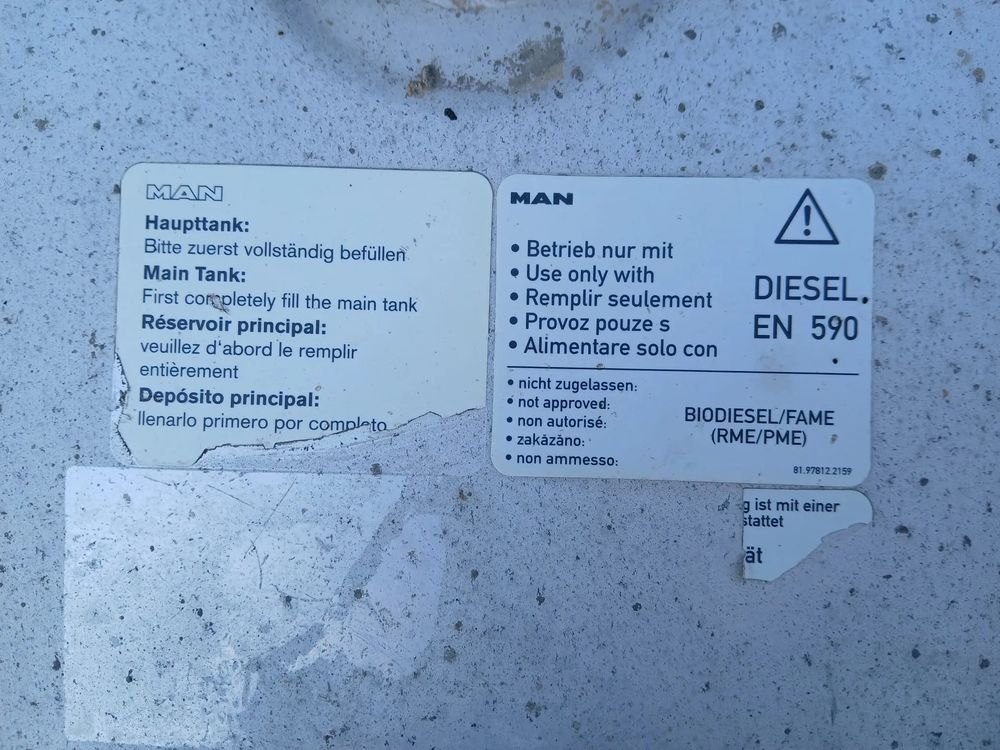 MAN
Haupttank:
Bitte zuerst vollständig befüllen
Main Tank:
First completely fill the main tank
Réservoir principal:
veuillez d'abord le remplir
entièrement
Depósito principal:
llenarlo primero por completo
MAN
• Betrieb nur mit
• Use only with
• Remplir seulement
• Provoz pouze s
• Alimentare solo con
DIESEL
EN 590
• nicht zugelassen:
• not approved:
• non autorisé:
• zakázáno:
• non ammesso:
BIODIESEL/FAME
(RME/PME)
81.97812.2159
g ist mit einer
stattet
ät